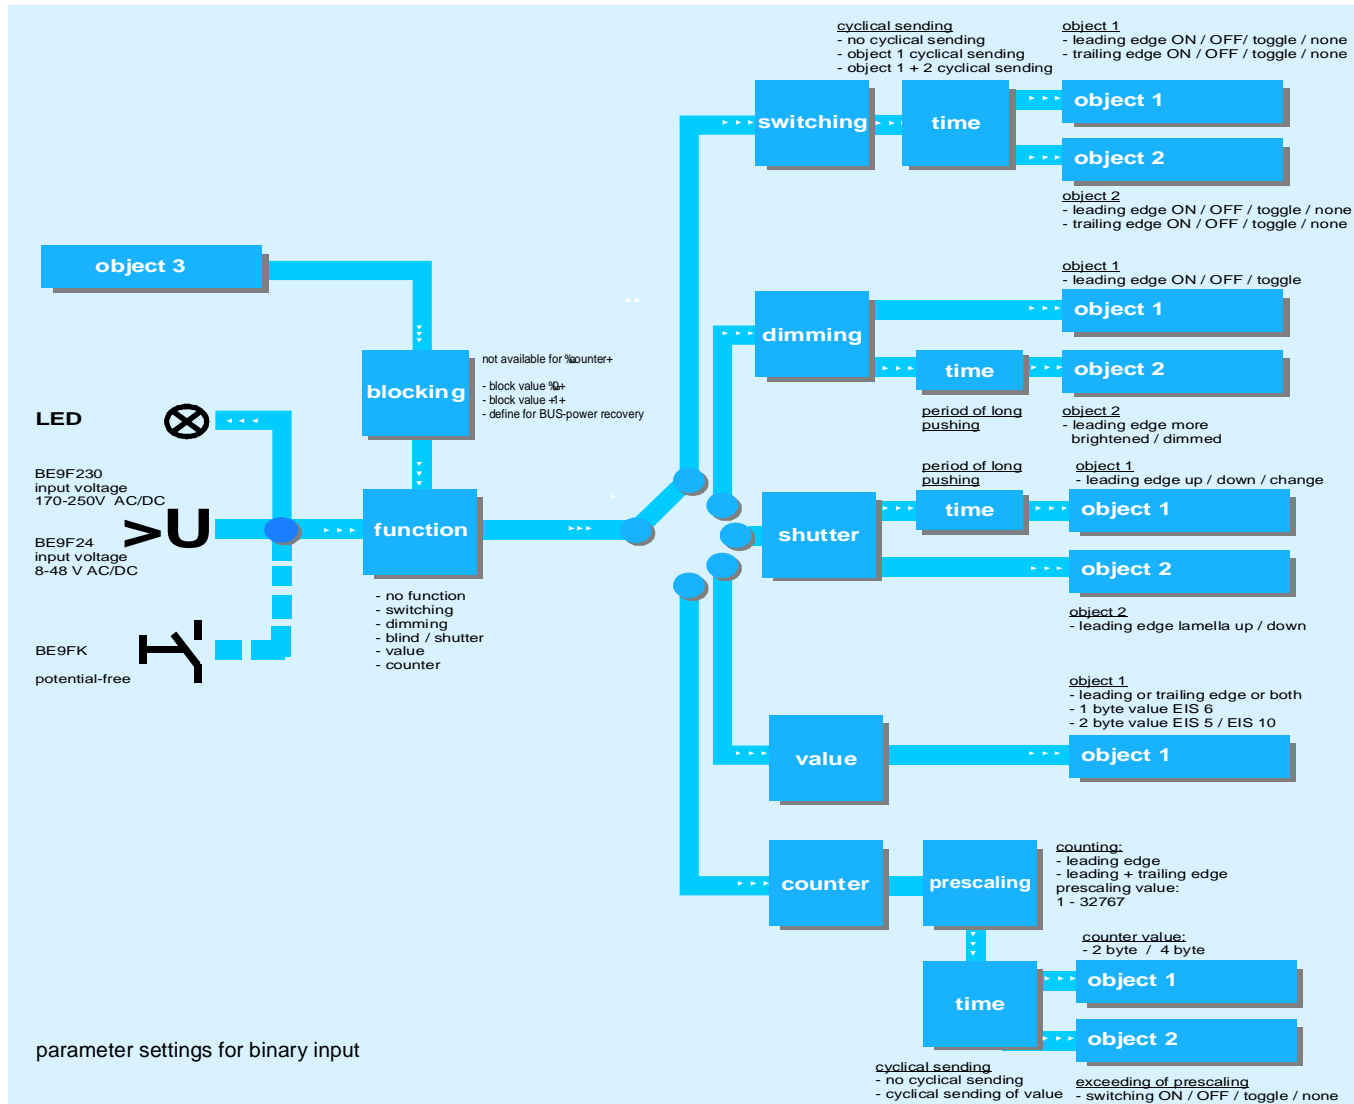 cyclical sending
- no cyclical sending
- object 1 cyclical sending
- object 1 + 2 cyclical sending
object 1
- leading edge ON / OFF/ toggle / none
- trailing edge ON / OFF / toggle / none
switching
time
object 1
object 2
object 2
- leading edge ON / OFF / toggle / none
- trailing edge ON / OFF / toggle / none
object 3
object 1
- leading edge ON / OFF / toggle
dimming
object 1
time
object 2
period of long
pushing
object 2
- leading edge more
brightened / dimmed
blocking
not available for %counter+
- block value %0+
- block value +1+
- define for BUS-power recovery
LED
BE9F230
input voltage
170-250V AC/DC
>U
BE9F24
input voltage
8-48 V AC/DC
BE9FK
potential-free
function
- no function
- switching
- dimming
- blind / shutter
- value
- counter
period of long
pushing
object 1
- leading edge up / down / change
shutter
time
object 1
object 2
object 2
- leading edge lamella up / down
object 1
- leading or trailing edge or both
- 1 byte value EIS 6
- 2 byte value EIS 5 / EIS 10
value
object 1
counter
prescaling
counting:
- leading edge
- leading + trailing edge
prescaling value:
1 - 32767
counter value:
- 2 byte / 4 byte
time
object 1
object 2
cyclical sending
- no cyclical sending
- cyclical sending of value
exceeding of prescaling
- switching ON / OFF / toggle / none
parameter settings for binary input